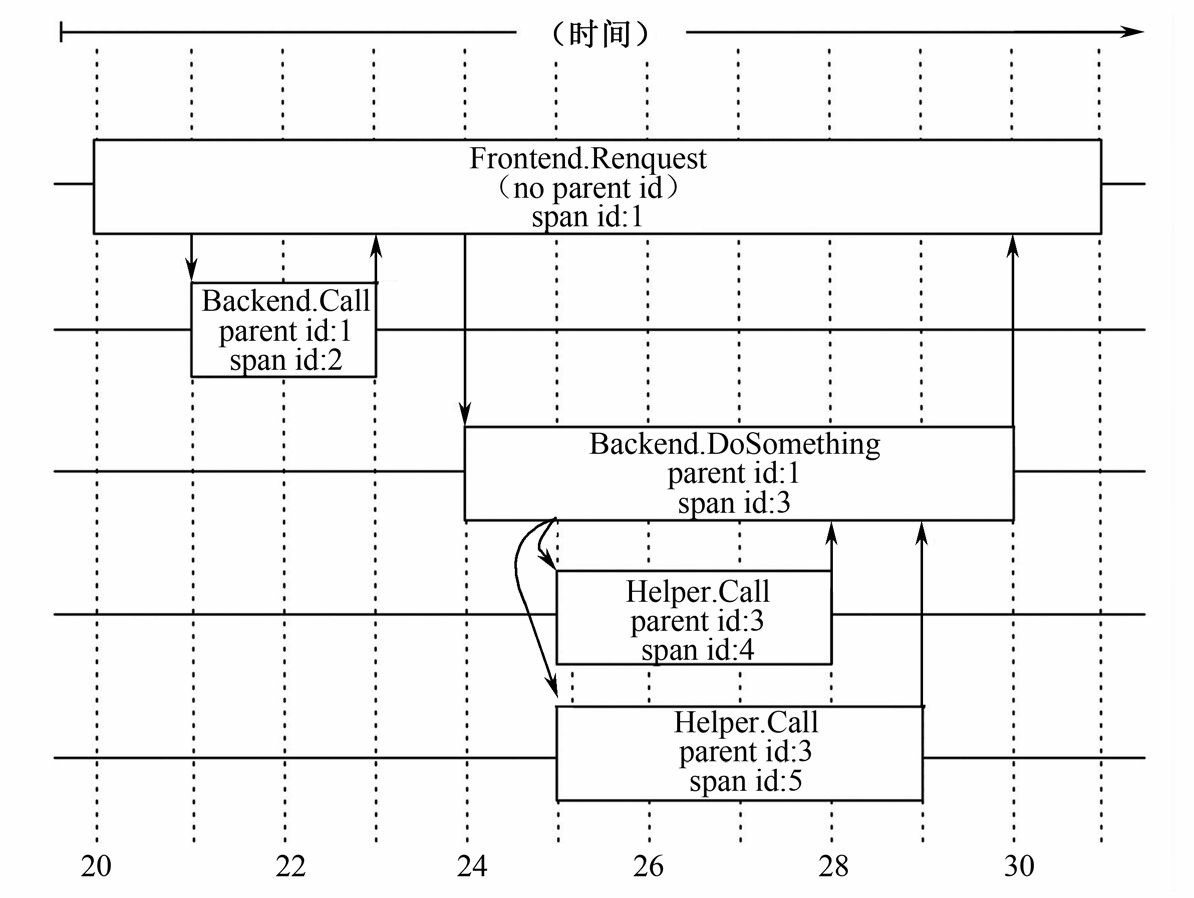 （时间）
Frontend.Renquest
（no parent id）
span id:1
Backend.Call
parent id:1
span id:2
Backend.DoSomething
parent id:1
span id:3
Helper.Call
parent id:3
span id:4
Helper.Call
parent id:3
span id:5
20 22 24 26 28 30